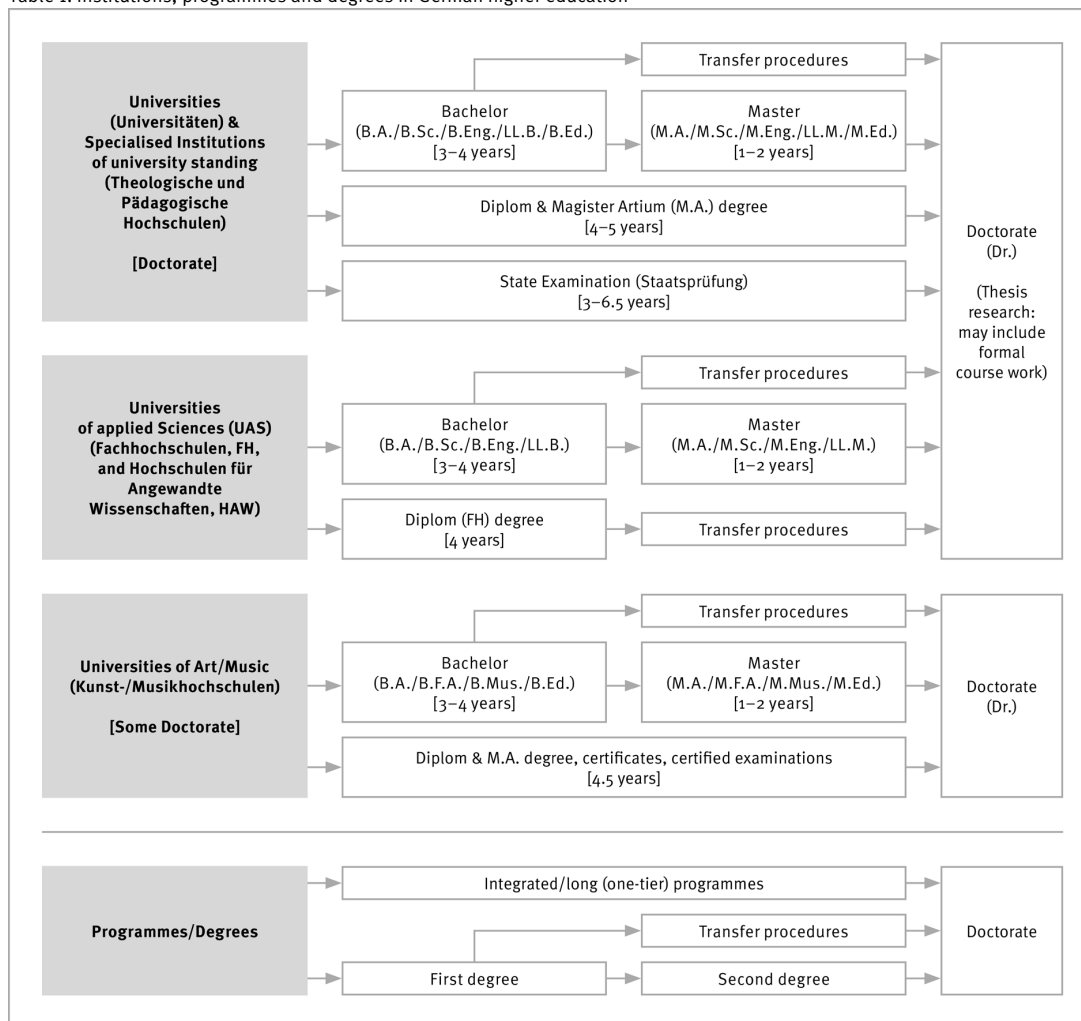 Table 1: Institutions, programmes and degrees in German higher education
Universities
(Universitäten) &
Specialised Institutions
of university standing
(Theologische und
Pädagogische
Hochschulen)
[Doctorate]
Transfer procedures
Bachelor
(B.A./B.Sc./B.Eng./LL.B./B.Ed.)
[3–4 years]
Master
(M.A./M.Sc./M.Eng./LL.M./M.Ed.)
[1–2 years]
Diplom & Magister Artium (M.A.) degree
[4–5 years]
State Examination (Staatsprüfung)
[3–6.5 years]
Doctorate
(Dr.)
(Thesis
research:
may include
formal
course work)
Universities
of applied Sciences (UAS)
(Fachhochschulen, FH,
and Hochschulen für
Angewandte
Wissenschaften, HAW)
Transfer procedures
Bachelor
(B.A./B.Sc./B.Eng./LL.B.)
[3–4 years]
Master
(M.A./M.Sc./M.Eng./LL.M.)
[1–2 years]
Diplom (FH) degree
[4 years]
Transfer procedures
Universities of Art/Music
(Kunst-/Musikhochschulen)
[Some Doctorate]
Transfer procedures
Bachelor
(B.A./B.F.A./B.Mus./B.Ed.)
[3–4 years]
Master
(M.A./M.F.A./M.Mus./M.Ed.)
[1–2 years]
Diplom & M.A. degree, certificates, certified examinations
[4.5 years]
Doctorate
(Dr.)
Programmes/Degrees
Integrated/long (one-tier) programmes
Transfer procedures
First degree
Second degree
Doctorate